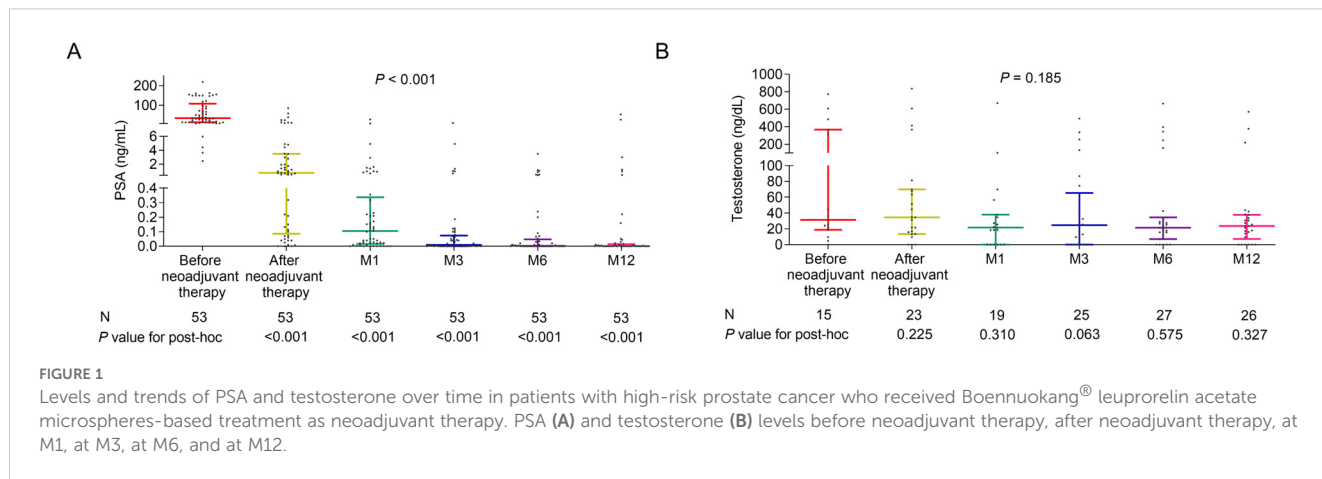 A
P < 0.001
PSA (ng/mL)
200
100
6
4
2
0.4
0.3
0.2
0.1
0.0
Before neoadjuvant therapy
After neoadjuvant therapy
M1
M3
M6
M12
N 53 53 53 53 53 53
P value for post-hoc <0.001 <0.001 <0.001 <0.001 <0.001
B
P = 0.185
Testosterone (ng/dL)
1000
800
600
400
200
100
80
60
40
20
0
Before neoadjuvant therapy
After neoadjuvant therapy
M1
M3
M6
M12
N 15 23 19 25 27 26
P value for post-hoc 0.225 0.310 0.063 0.575 0.327
FIGURE 1
Levels and trends of PSA and testosterone over time in patients with high-risk prostate cancer who received Boennuokang® leuprorelin acetate
microspheres-based treatment as neoadjuvant therapy. PSA (A) and testosterone (B) levels before neoadjuvant therapy, after neoadjuvant therapy, at
M1, at M3, at M6, and at M12.